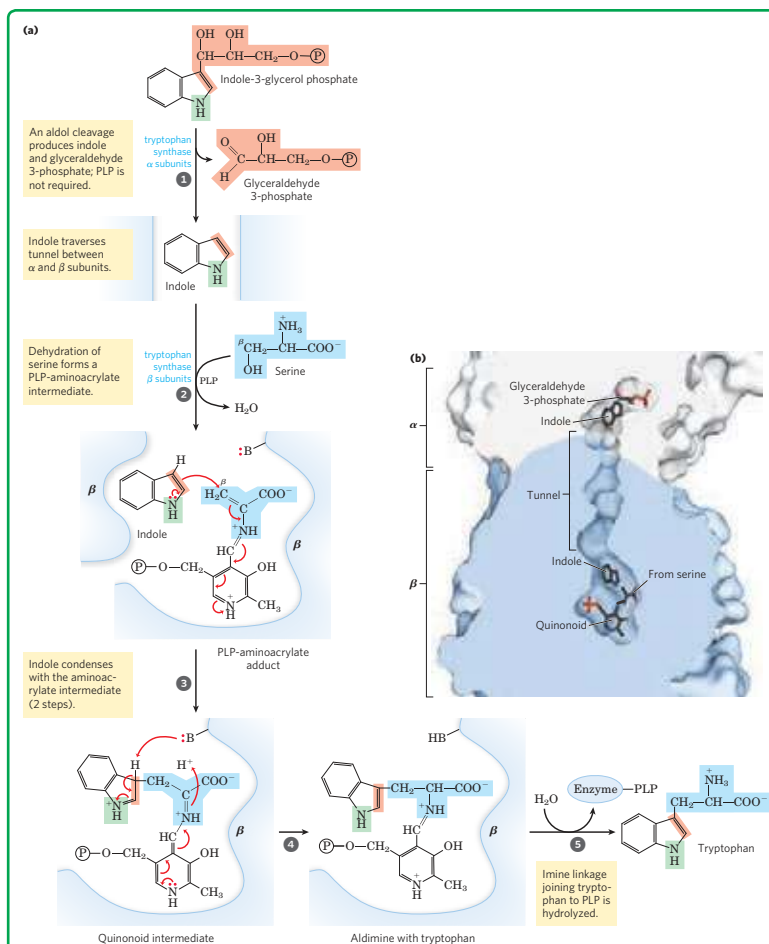 (a)
OH OH
CH—CH—CH₂—O—P
Indole-3-glycerol phosphate
N
H
An aldol cleavage
produces indole
and glyceraldehyde
3-phosphate; PLP is
not required.
tryptophan
synthase
α subunits
1
O OH
C—CH—CH₂—O—P
H
Glyceraldehyde
3-phosphate
Indole traverses
tunnel between
α and β subunits.
N
H
Indole
Dehydration of
serine forms a
PLP-aminoacrylate
intermediate.
tryptophan
synthase
β subunits
2
PLP
+
NH₃
β
CH₂—CH—COO⁻
OH
Serine
H₂O
:B
H
β
N
H
Indole
β
H₂C COO⁻
C
+NH
HC
β
P—O—CH₂ OH
+
N
H
CH₃
PLP-aminoacrylate
adduct
(b)
Glyceraldehyde
3-phosphate
Indole
α
Tunnel
β
Indole
From serine
Quinonoid
Indole condenses
with the aminoac-
rylate intermediate
(2 steps).
3
:B
H H⁺
CH₂ COO⁻
C
+
N
H
+NH
HC
β
P—O—CH₂ OH
N
H
CH₃
Quinonoid intermediate
4
HB
CH₂—CH—COO⁻
N
H
+NH
HC
β
P—O—CH₂ OH
+
N
H
CH₃
Aldimine with tryptophan
H₂O
Enzyme—PLP
5
Imine linkage
joining trypto-
phan to PLP is
hydrolyzed.
+
NH₃
CH₂—CH—COO⁻
N
H
Tryptophan